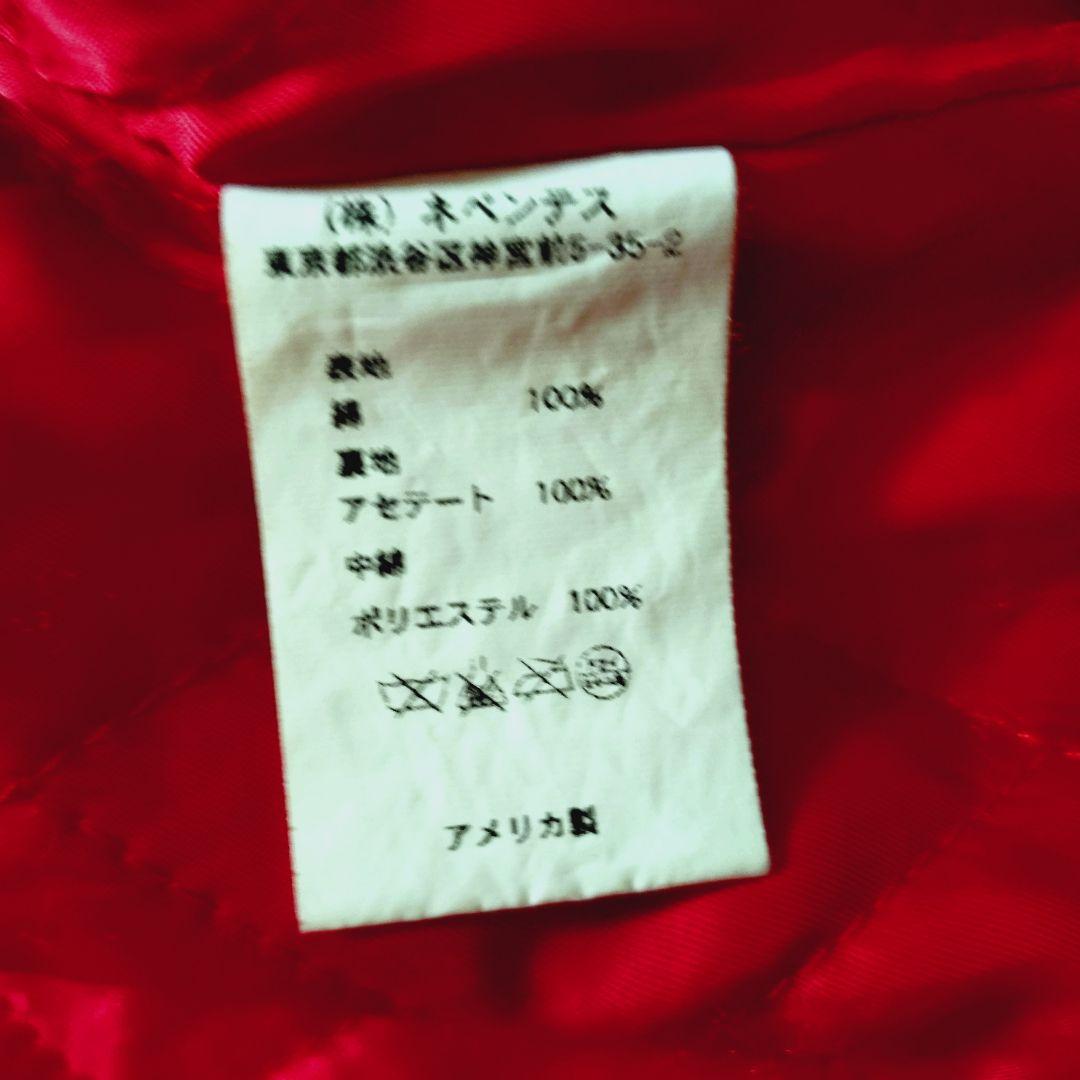 (株) ネペンテス
東京都渋谷区神宮前5-35-2
表地
綿 100%
裏地
アセテート 100%
中綿
ポリエステル 100%
アメリカ製